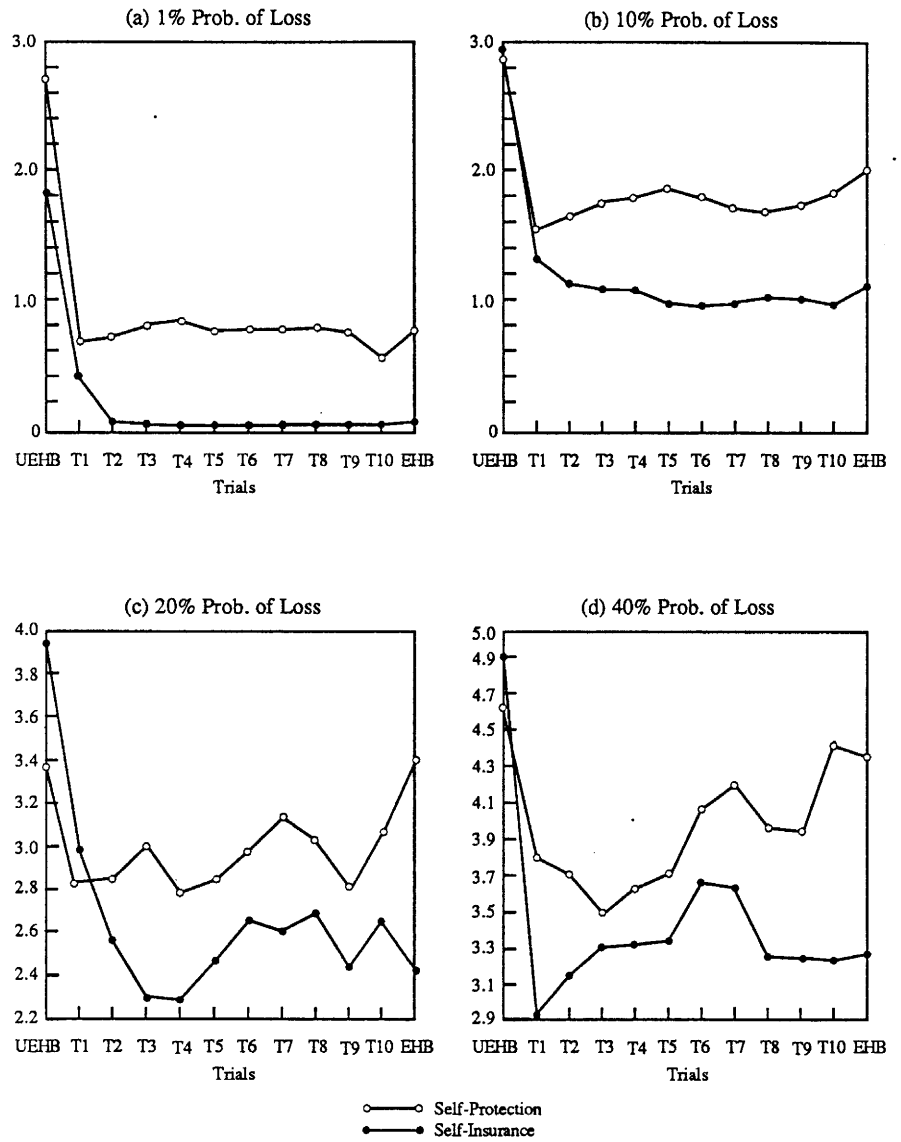 (a) 1% Prob. of Loss
3.0
2.0
1.0
0
UEHB T1 T2 T3 T4 T5 T6 T7 T8 T9 T10 EHB
Trials
(b) 10% Prob. of Loss
3.0
2.0
1.0
0
UEHB T1 T2 T3 T4 T5 T6 T7 T8 T9 T10 EHB
Trials
(c) 20% Prob. of Loss
4.0
3.8
3.6
3.4
3.2
3.0
2.8
2.6
2.4
2.2
UEHB T1 T2 T3 T4 T5 T6 T7 T8 T9 T10 EHB
Trials
(d) 40% Prob. of Loss
5.0
4.9
4.7
4.5
4.3
4.1
3.9
3.7
3.5
3.3
3.1
2.9
UEHB T1 T2 T3 T4 T5 T6 T7 T8 T9 T10 EHB
Trials
Self-Protection
Self-Insurance